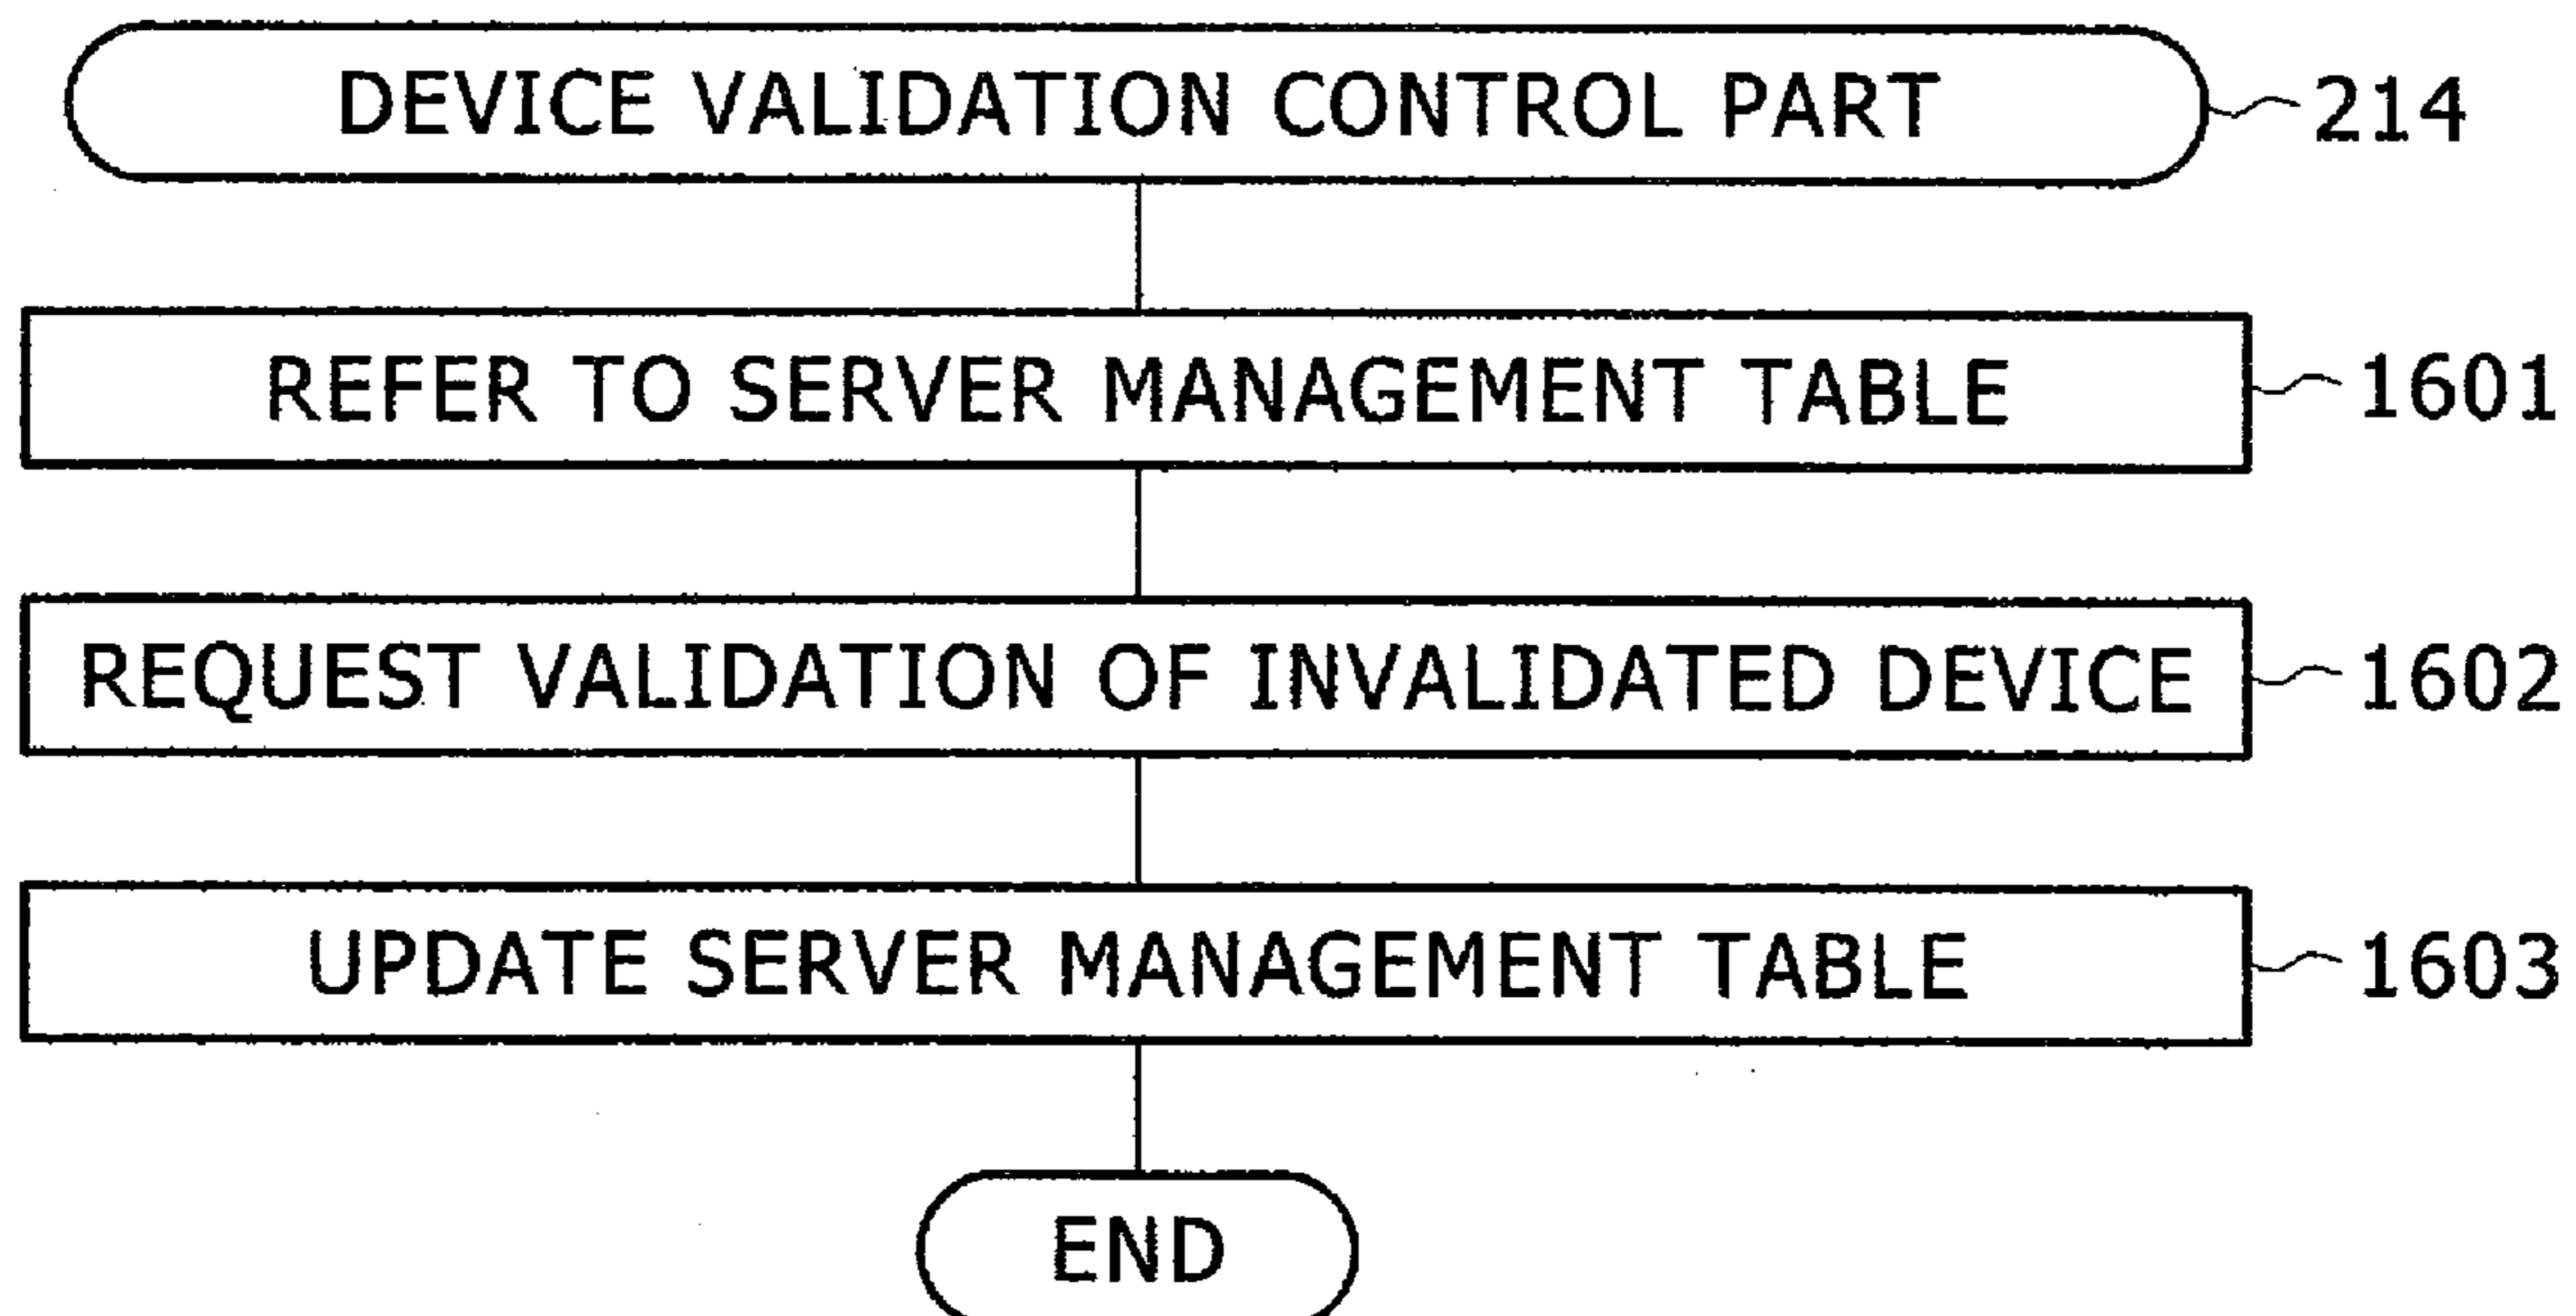 DEVICE VALIDATION CONTROL PART 214
REFER TO SERVER MANAGEMENT TABLE 1601
REQUEST VALIDATION OF INVALIDATED DEVICE 1602
UPDATE SERVER MANAGEMENT TABLE 1603
END